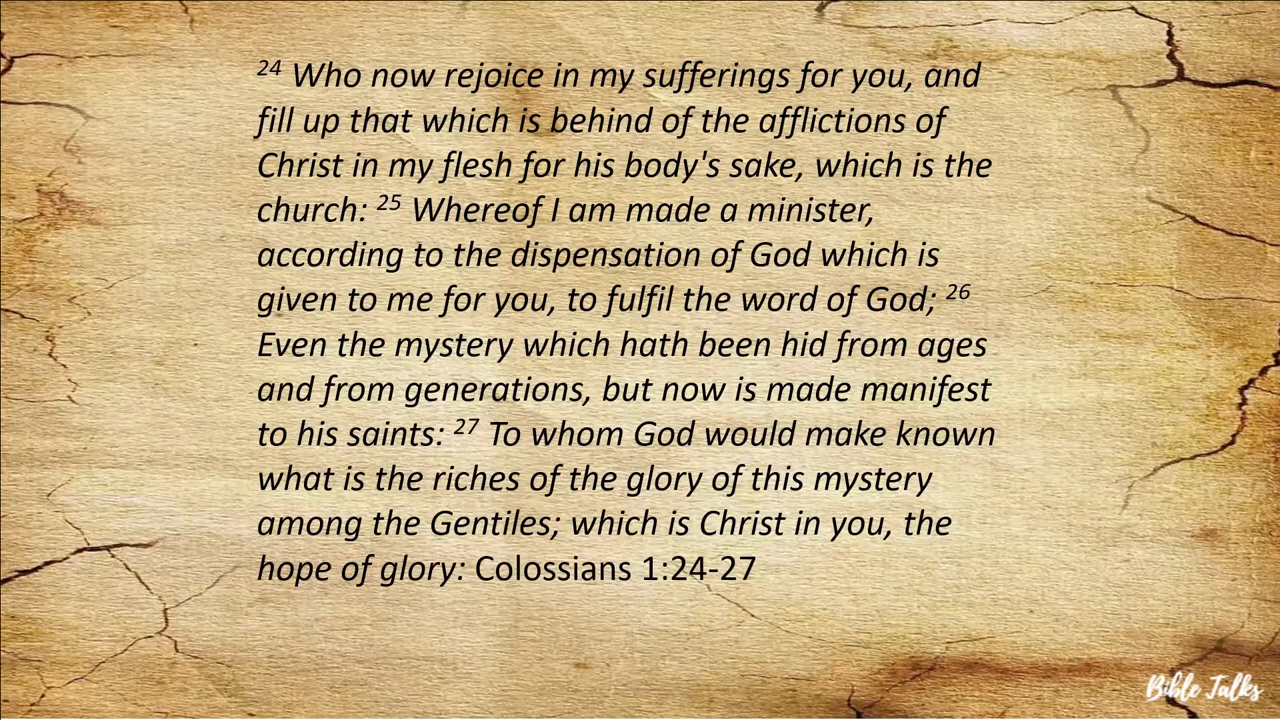 24 Who now rejoice in my sufferings for you, and
fill up that which is behind of the afflictions of
Christ in my flesh for his body's sake, which is the
church: 25 Whereof I am made a minister,
according to the dispensation of God which is
given to me for you, to fulfil the word of God; 26
Even the mystery which hath been hid from ages
and from generations, but now is made manifest
to his saints: 27 To whom God would make known
what is the riches of the glory of this mystery
among the Gentiles; which is Christ in you, the
hope of glory: Colossians 1:24-27
Bible Talks